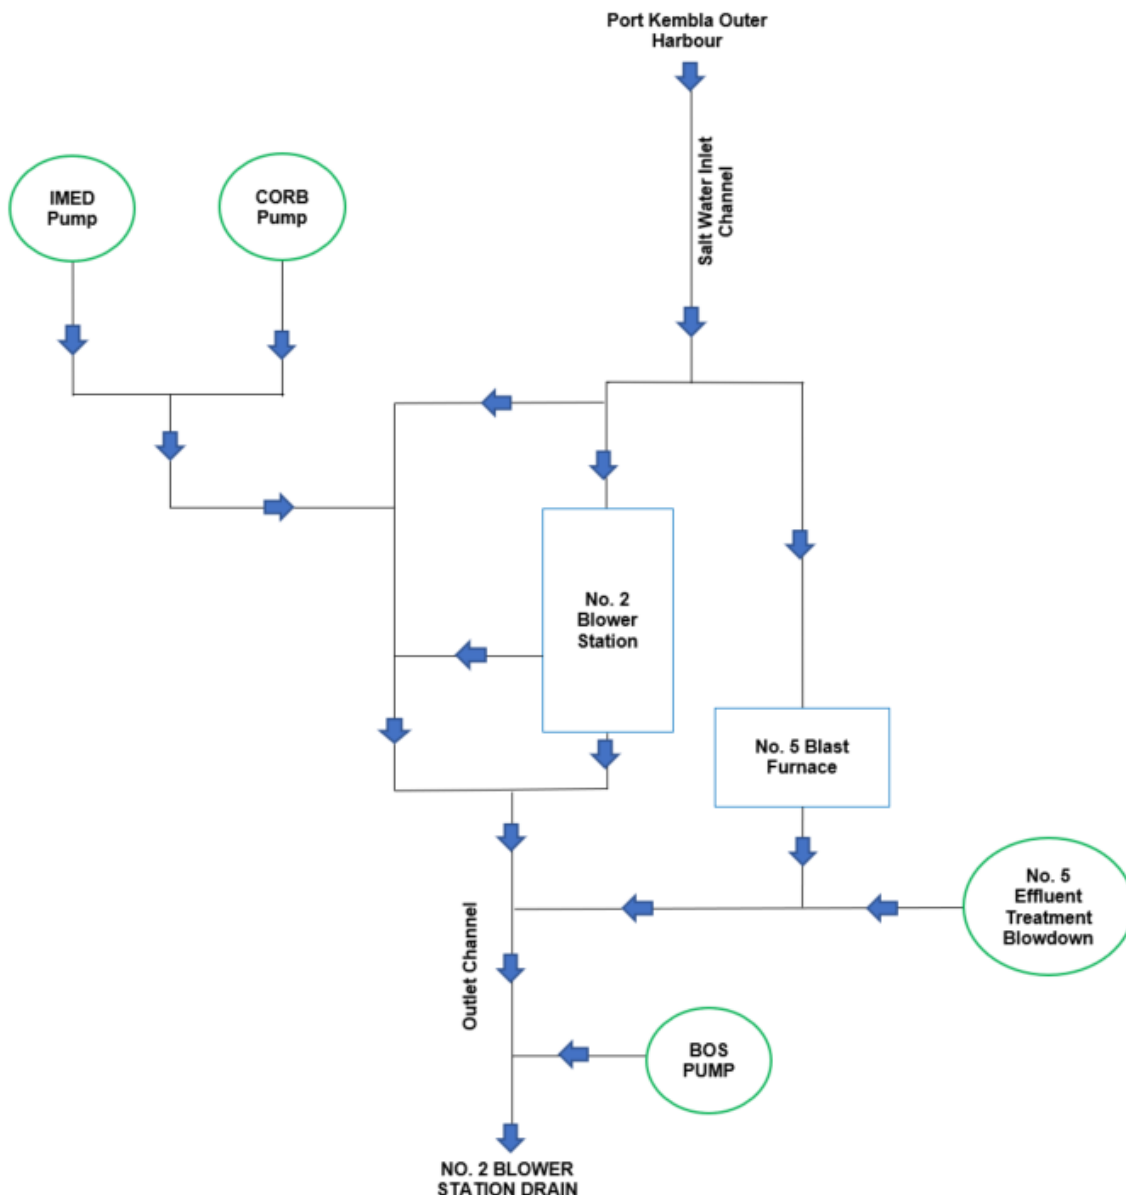 Port Kembla Outer
Harbour
IMED
Pump
CORB
Pump
Salt Water Inlet
Channel
No. 2
Blower
Station
No. 5 Blast
Furnace
No. 5
Effluent
Treatment
Blowdown
Outlet Channel
BOS
PUMP
NO. 2 BLOWER
STATION DRAIN